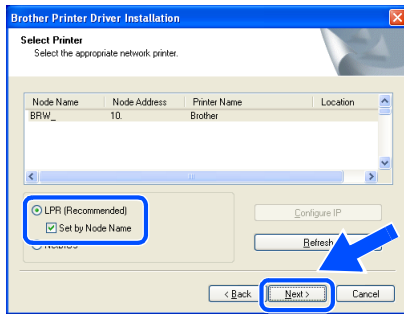 Brother Printer Driver Installation
Select Printer
Select the appropriate network printer.
Node Name Node Address Printer Name Location
BRW_ 10. Brother
LPR (Recommended)
Set by Node Name
Configure IP
NetBIOS
Refresh
< Back Next > Cancel